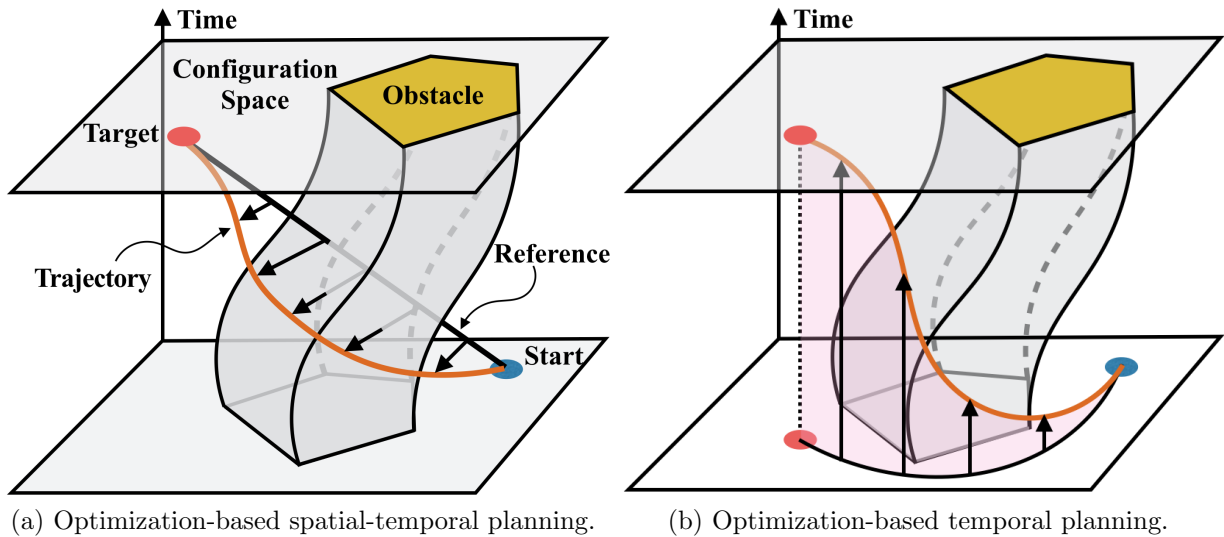 Time
Configuration
Space
Obstacle
Target
Trajectory
Reference
Start
(a) Optimization-based spatial-temporal planning.
Time
(b) Optimization-based temporal planning.